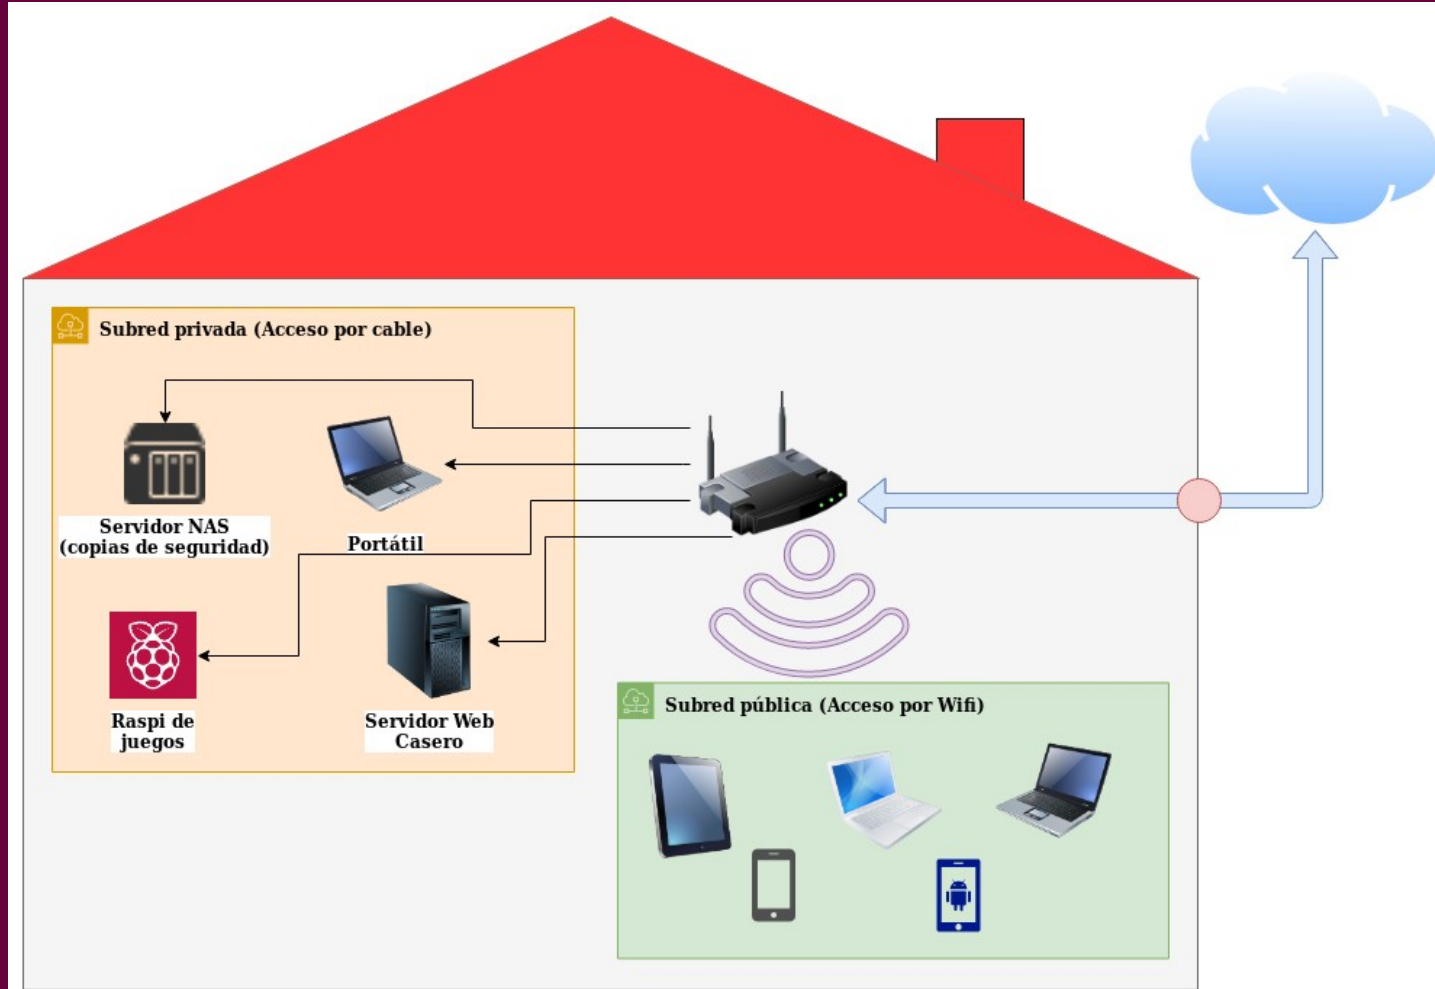 Subred privada (Acceso por cable)
Servidor NAS
(copias de seguridad)
Portátil
Raspi de
juegos
Servidor Web
Casero
Subred pública (Acceso por Wifi)